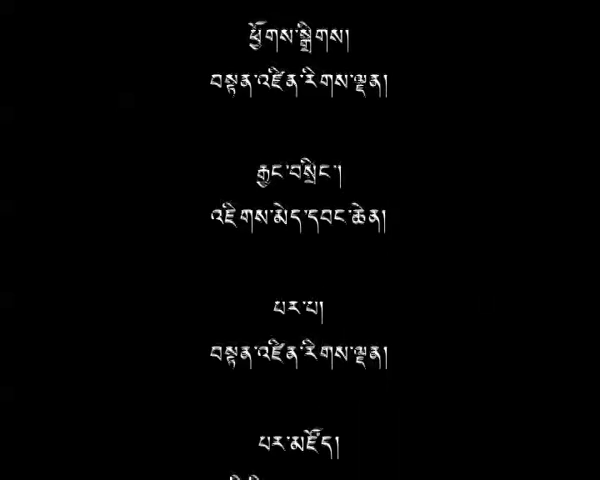 ཕྱོགས་སྒྲིགས།
བསྟན་འཛིན་རིགས་ལྡན།
རྒྱང་བསྲིང་།
འཇིགས་མེད་དབང་ཆེན།
པར་པ།
བསྟན་འཛིན་རིགས་ལྡན།
པར་མཛོད།